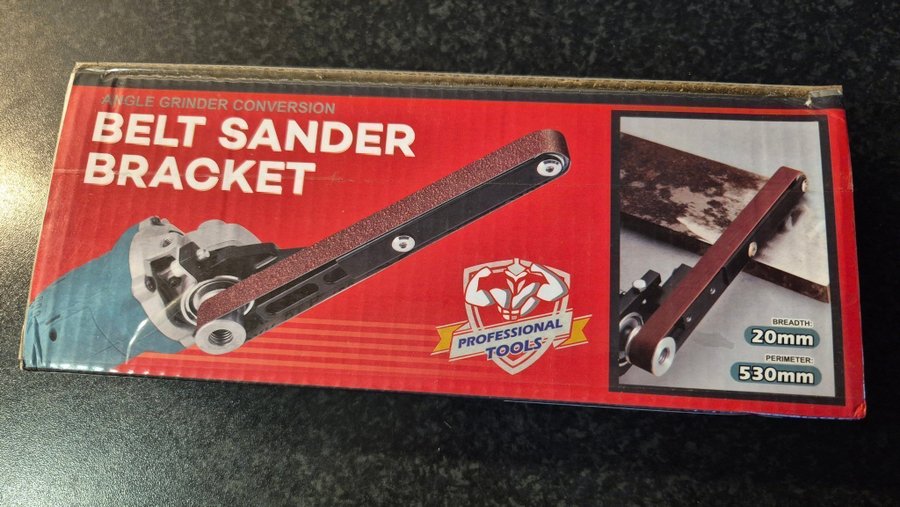 ANGLE GRINDER CONVERSION
BELT SANDER
BRACKET
PROFESSIONAL
TOOLS
BREADTH:
20mm
PERIMETER:
530mm